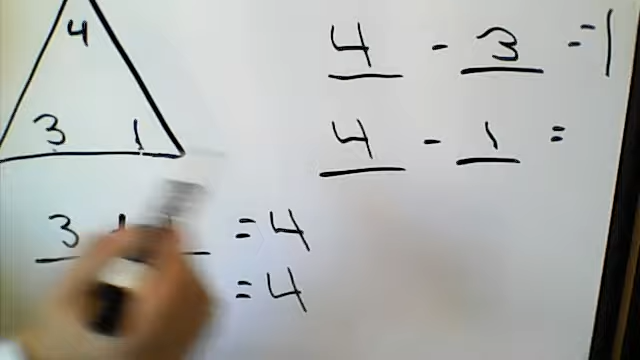 4
3 1
4 - 3 = 1
4 - 1 =
3 = 4
= 4